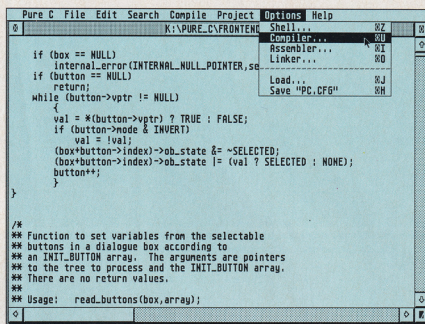 Pure C File Edit Search Compile Project Options Help
K:\PURE_C\FRONTEND
Shell... ⌘Z
Compiler... ⌘U
Assembler... ⌘I
Linker... ⌘O
Load... ⌘J
Save "PC.CFG" ⌘H
if (box == NULL)
internal_error(INTERNAL_NULL_POINTER,se
if (button == NULL)
return;
while (button->vptr != NULL)
{
val = *(button->vptr) ? TRUE : FALSE;
if (button->mode & INVERT)
val = !val;
(box+button->index)->ob_state &= ~SELECTED;
(box+button->index)->ob_state |= (val ? SELECTED : NONE);
button++;
}
}
/*
** Function to set variables from the selectable
** buttons in a dialogue box according to
** an INIT_BUTTON array. The arguments are pointers
** to the tree to process and the INIT_BUTTON array.
** There are no return values.
**
** Usage: read_buttons(box,array);